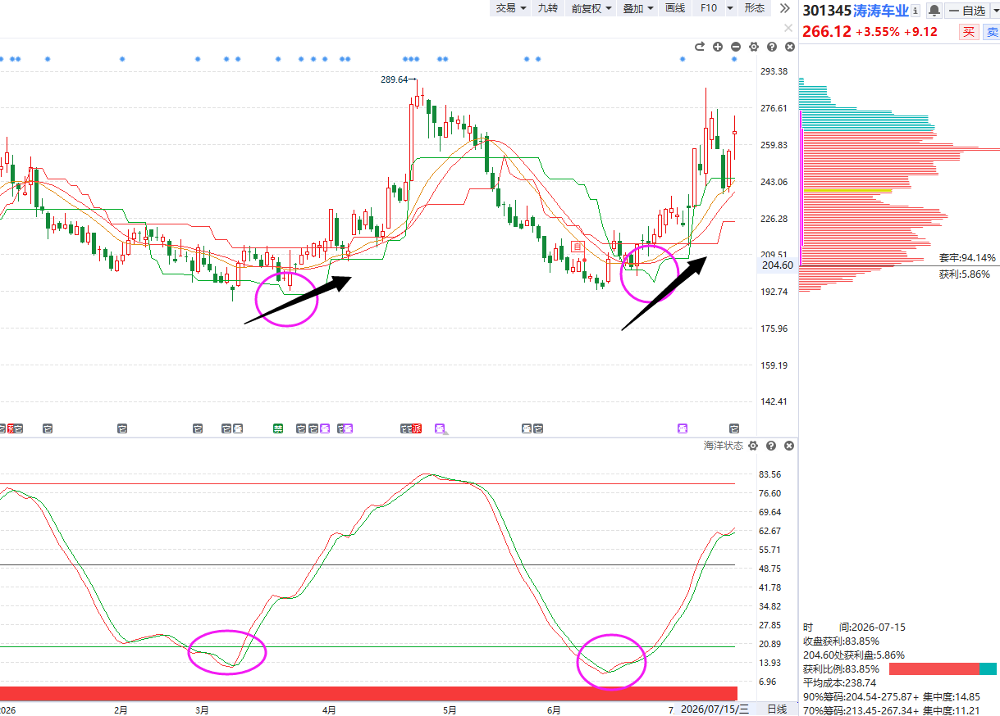 交易 九转 前复权 叠加 画线 F10 形态
301345 涛涛车业 自选
266.12 +3.55% +9.12 买 卖
289.64
293.38
276.61
259.83
243.06
226.28
209.51
204.60
192.74
175.96
159.19
142.41
自
套牢:94.14%
获利:5.86%
禁 派
海洋状态
83.56
76.60
69.64
62.67
55.71
48.75
41.78
34.82
27.85
20.89
13.93
6.96
2026 2月 3月 4月 5月 6月 7 2026/07/15/三 日线
时 间:2026-07-15
收盘获利:83.85%
204.60处获利盘:5.86%
获利比例:83.85%
平均成本:238.74
90%筹码:204.54-275.87+ 集中度:14.85
70%筹码:213.45-267.34+ 集中度:11.21